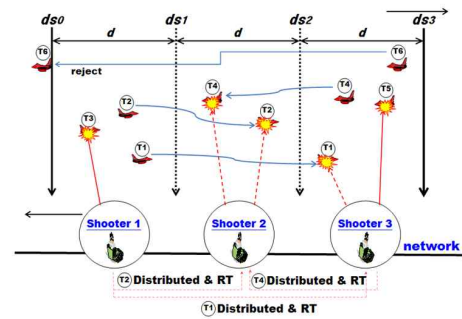 ds0 ds1 ds2 ds3
d d d
T6 T6
reject
T2 T4 T4 T5
T3 T2
T1 T1
Shooter 1 Shooter 2 Shooter 3
network
T2 Distributed & RT T4 Distributed & RT
T1 Distributed & RT